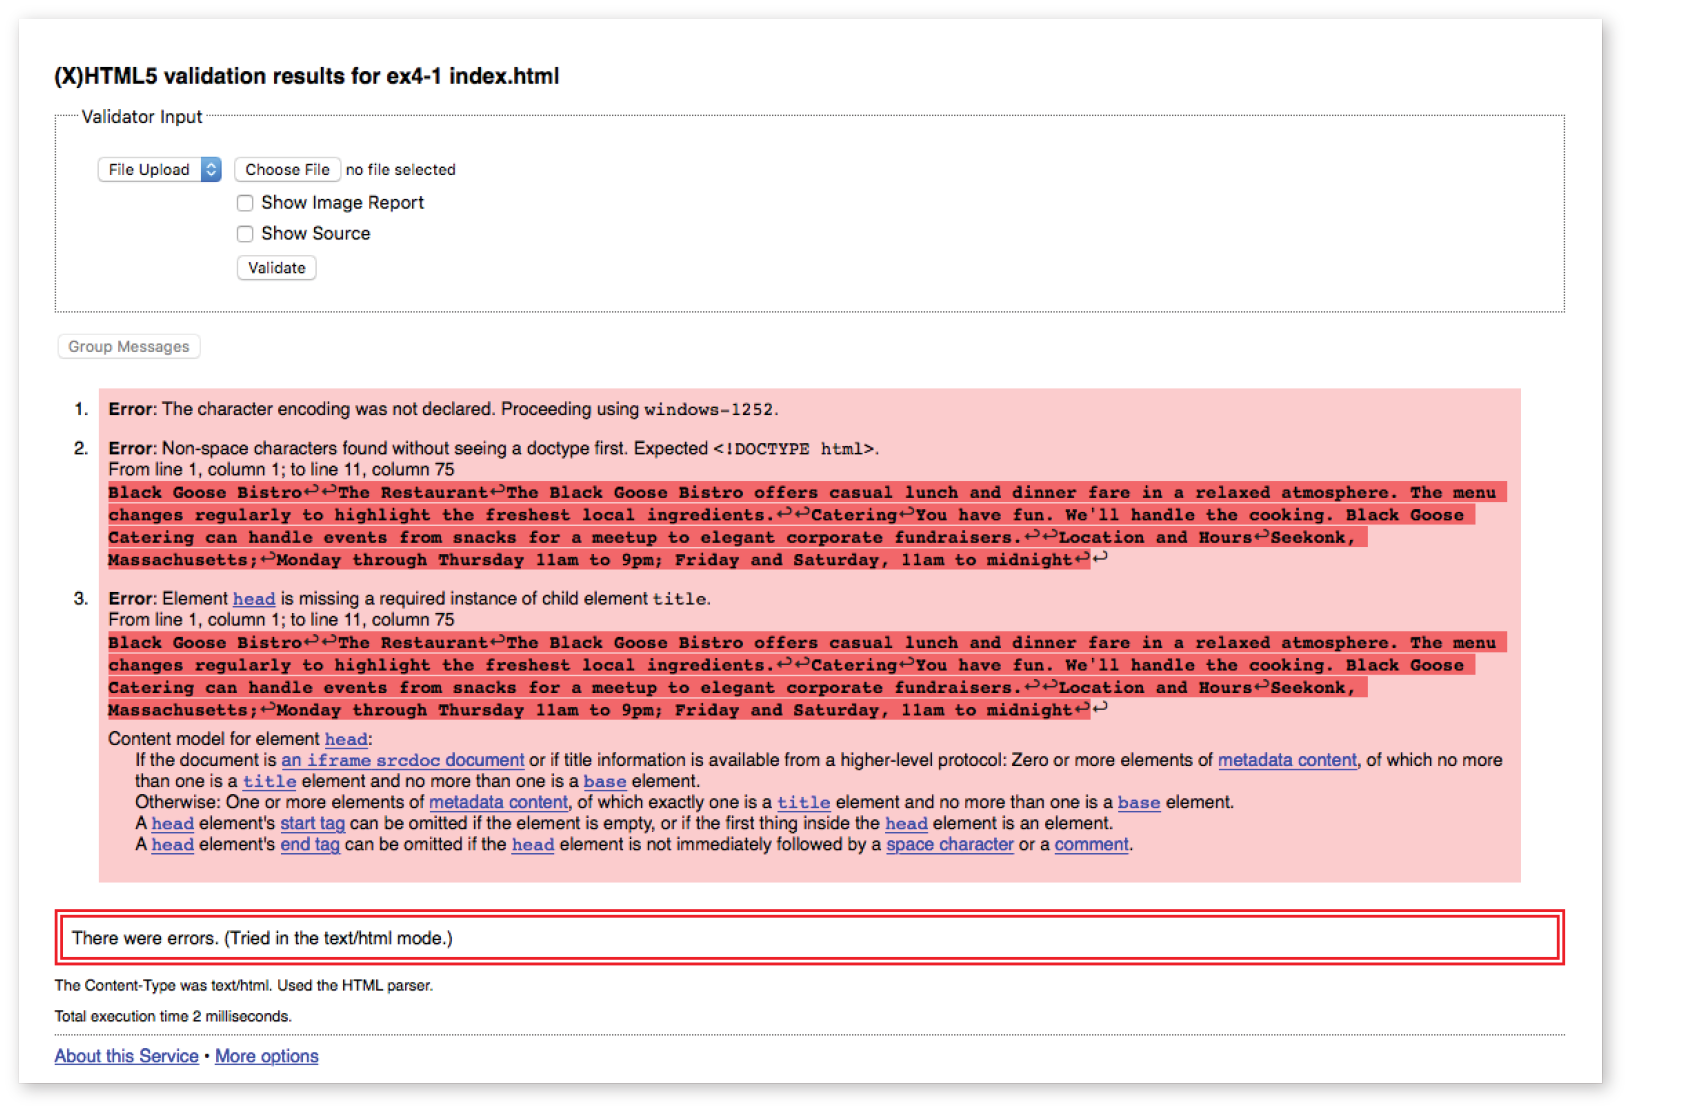 (X)HTML5 validation results for ex4-1 index.html
Validator Input
File Upload Choose File no file selected
Show Image Report
Show Source
Validate
Group Messages
1. Error: The character encoding was not declared. Proceeding using windows-1252.
2. Error: Non-space characters found without seeing a doctype first. Expected <!DOCTYPE html>.
From line 1, column 1; to line 11, column 75
Black Goose Bistro↩↩The Restaurant↩The Black Goose Bistro offers casual lunch and dinner fare in a relaxed atmosphere. The menu
changes regularly to highlight the freshest local ingredients.↩↩Catering↩You have fun. We'll handle the cooking. Black Goose
Catering can handle events from snacks for a meetup to elegant corporate fundraisers.↩↩Location and Hours↩Seekonk,
Massachusetts;↩Monday through Thursday 11am to 9pm; Friday and Saturday, 11am to midnight↩↩
3. Error: Element head is missing a required instance of child element title.
From line 1, column 1; to line 11, column 75
Black Goose Bistro↩↩The Restaurant↩The Black Goose Bistro offers casual lunch and dinner fare in a relaxed atmosphere. The menu
changes regularly to highlight the freshest local ingredients.↩↩Catering↩You have fun. We'll handle the cooking. Black Goose
Catering can handle events from snacks for a meetup to elegant corporate fundraisers.↩↩Location and Hours↩Seekonk,
Massachusetts;↩Monday through Thursday 11am to 9pm; Friday and Saturday, 11am to midnight↩↩
Content model for element head:
If the document is an iframe srcdoc document or if title information is available from a higher-level protocol: Zero or more elements of metadata content, of which no more
than one is a title element and no more than one is a base element.
Otherwise: One or more elements of metadata content, of which exactly one is a title element and no more than one is a base element.
A head element's start tag can be omitted if the element is empty, or if the first thing inside the head element is an element.
A head element's end tag can be omitted if the head element is not immediately followed by a space character or a comment.
There were errors. (Tried in the text/html mode.)
The Content-Type was text/html. Used the HTML parser.
Total execution time 2 milliseconds.
About this Service • More options